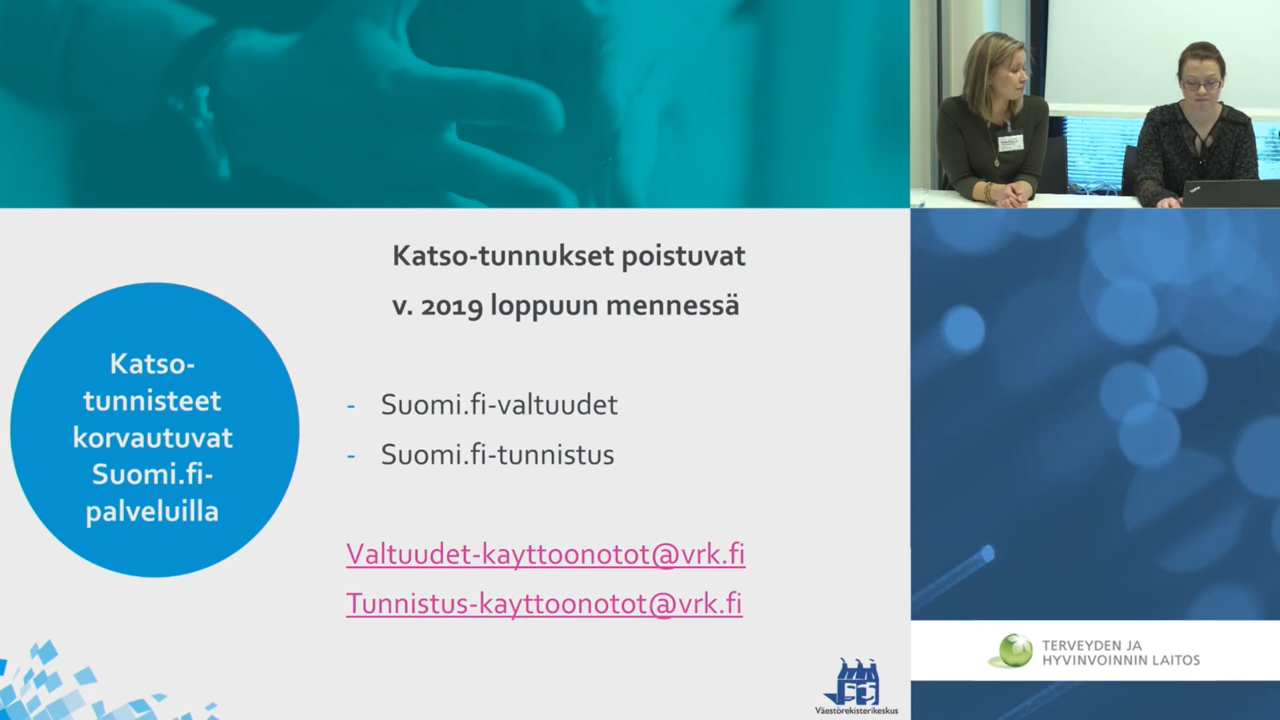 Katso-tunnukset poistuvat
v. 2019 loppuun mennessä
Katso-
tunnisteet
korvautuvat
Suomi.fi-
palveluilla
- Suomi.fi-valtuudet
- Suomi.fi-tunnistus
Valtuudet-kayttoonotot@vrk.fi
Tunnistus-kayttoonotot@vrk.fi
Väestörekisterikeskus
TERVEYDEN JA
HYVINVOINNIN LAITOS